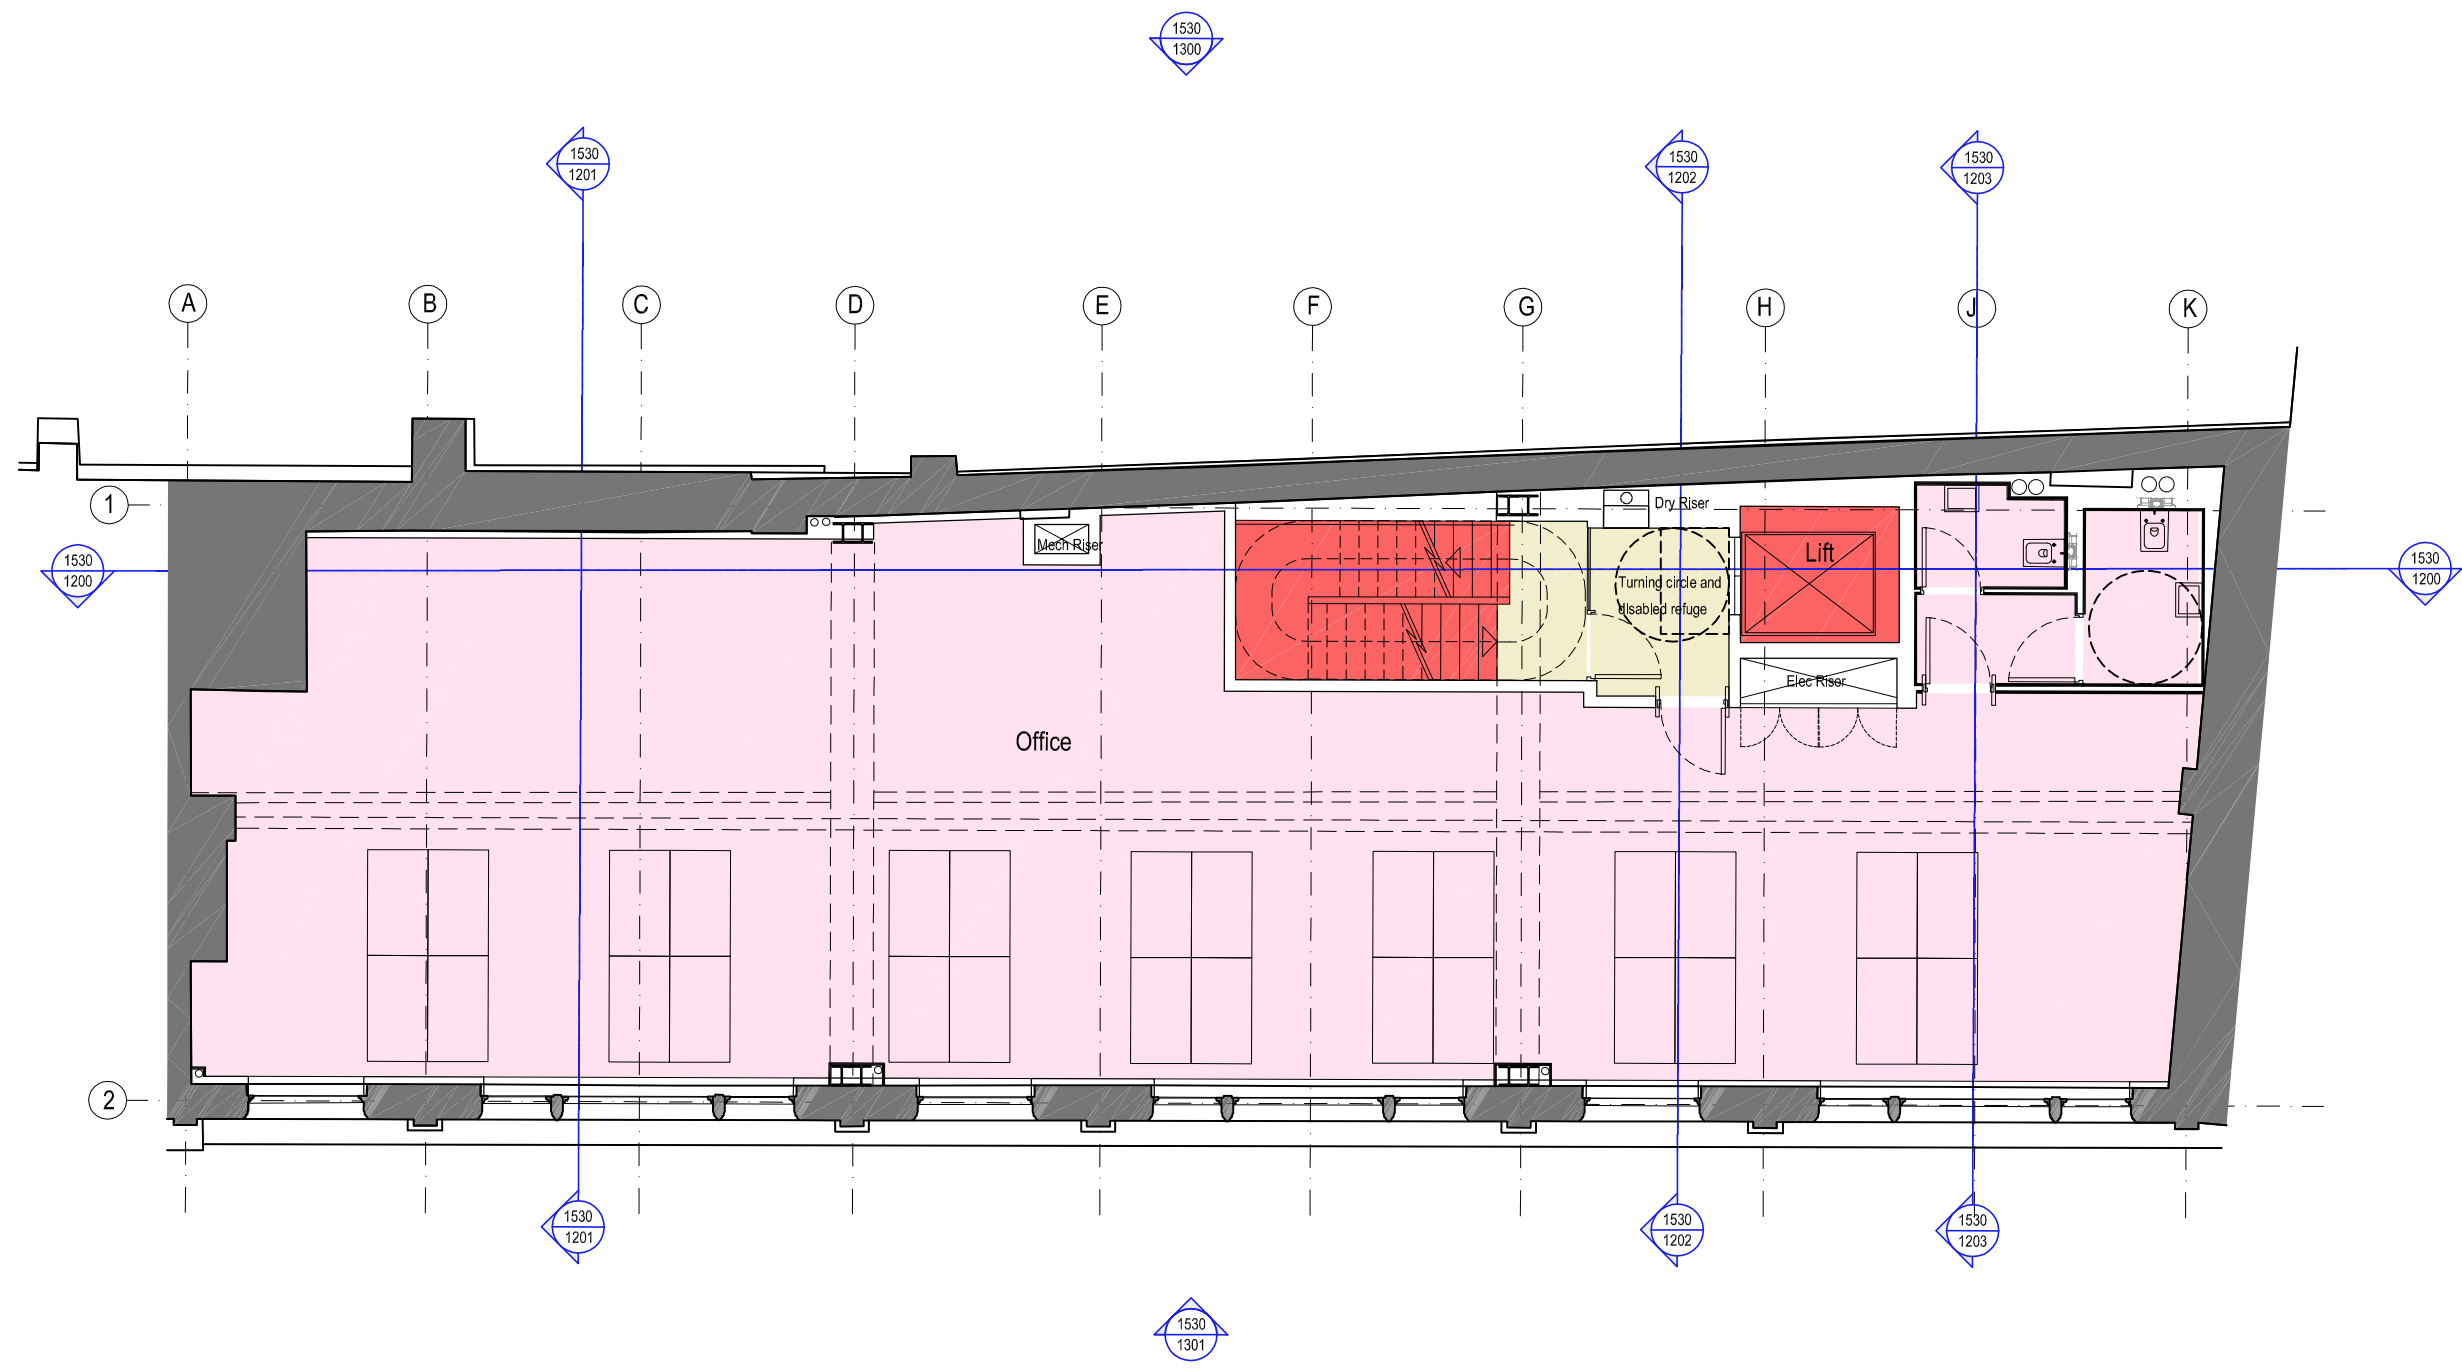 1530
1300
1530
1201
1530
1202
1530
1203
A
B
C
D
E
F
G
H
J
K
1
Dry Riser
Mech Riser
Lift
1530
1200
1530
1200
Turning circle and
disabled refuge
Elec Riser
Office
2
1530
1201
1530
1202
1530
1203
1530
1301